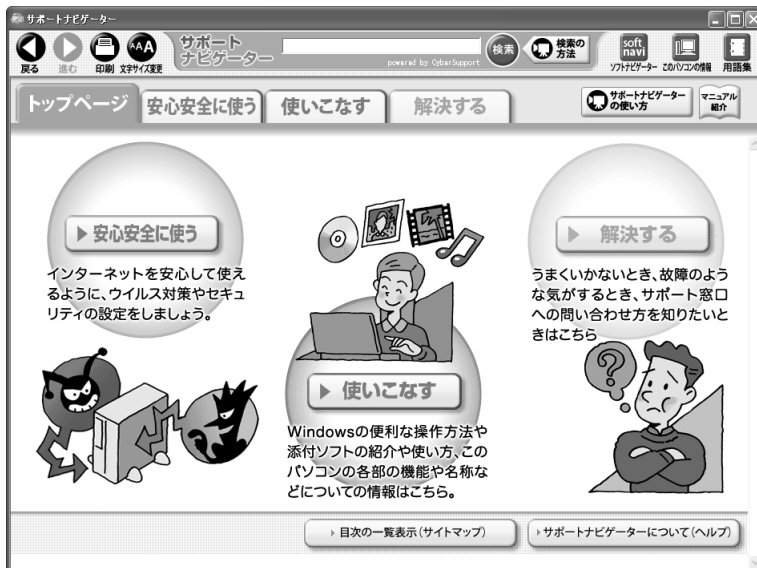 サポートナビゲーター
戻る
進む
印刷
AAA
文字サイズ変更
サポート
ナビゲーター
powered by CyberSupport
検索
検索の
方法
soft
navi
ソフトナビゲーター
このパソコンの情報
用語集
トップページ
安心安全に使う
使いこなす
解決する
サポートナビゲーター
の使い方
マニュアル
紹介
安心安全に使う
インターネットを安心して使え
るように、ウイルス対策やセキュ
リティの設定をしましょう。
使いこなす
Windowsの便利な操作方法や
添付ソフトの紹介や使い方、この
パソコンの各部の機能や名称な
どについての情報はこちら。
解決する
うまくいかないとき、故障のよう
な気がするとき、サポート窓口
への問い合わせ方を知りたいと
きはこちら
?
目次の一覧表示(サイトマップ)
サポートナビゲーターについて(ヘルプ)